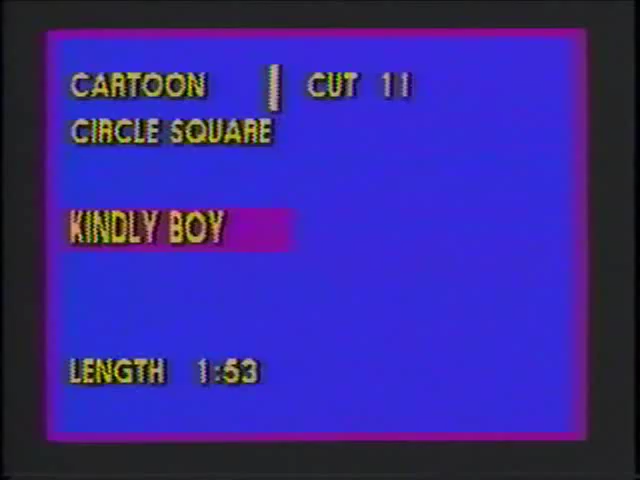 CARTOON | CUT 11
CIRCLE SQUARE
KINDLY BOY
LENGTH 1:53